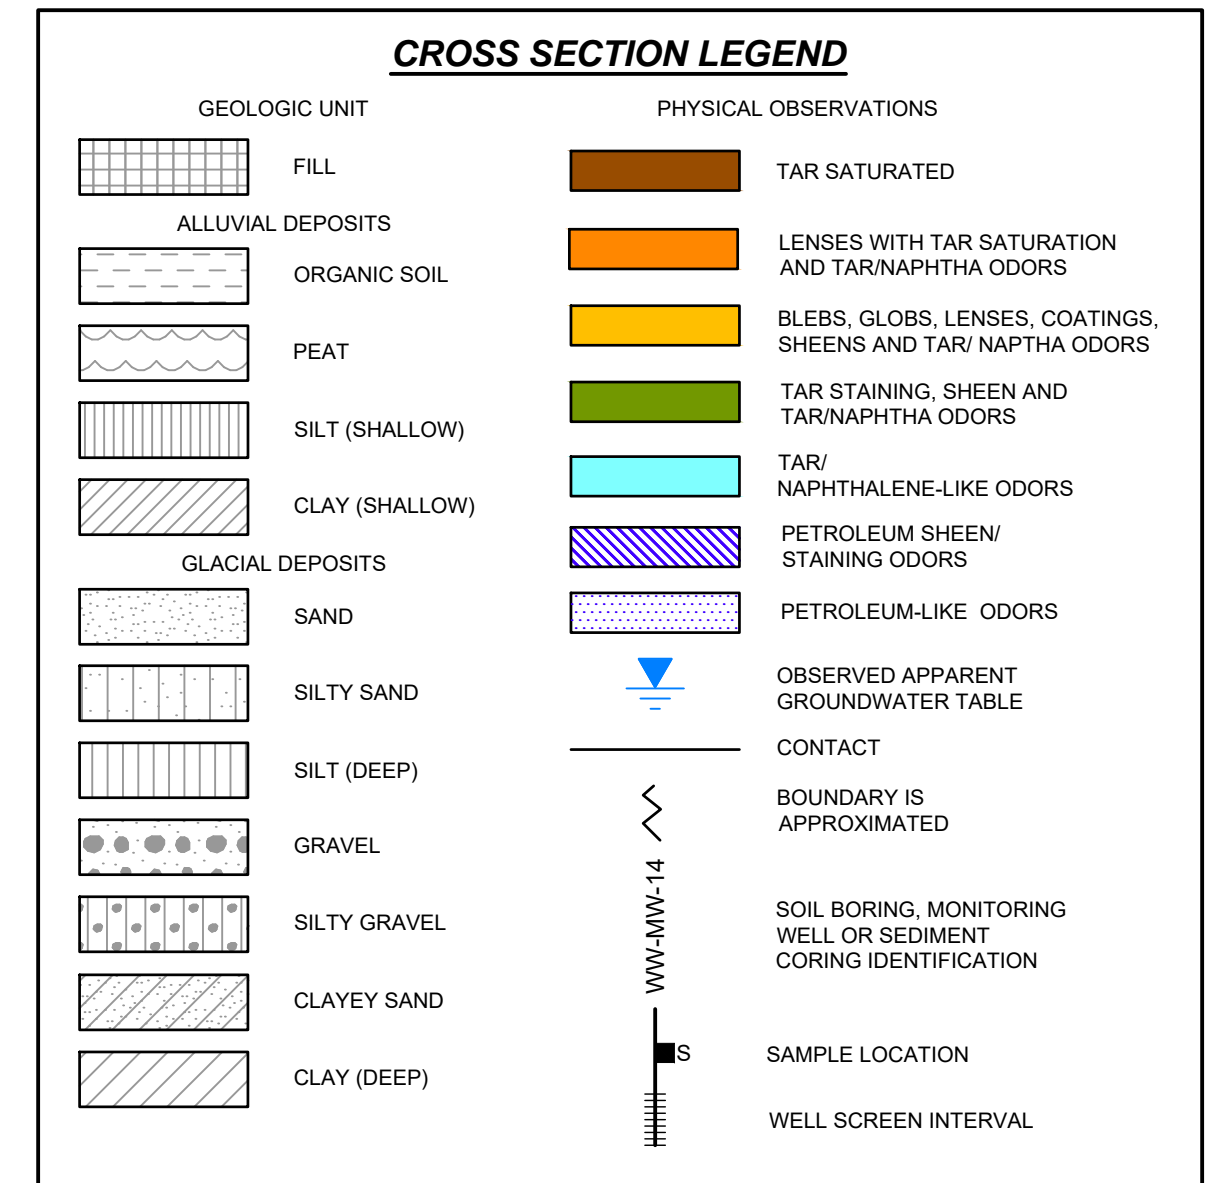 CROSS SECTION LEGEND
GEOLOGIC UNIT
FILL
ALLUVIAL DEPOSITS
ORGANIC SOIL
PEAT
SILT (SHALLOW)
CLAY (SHALLOW)
GLACIAL DEPOSITS
SAND
SILTY SAND
SILT (DEEP)
GRAVEL
SILTY GRAVEL
CLAYEY SAND
CLAY (DEEP)
PHYSICAL OBSERVATIONS
TAR SATURATED
LENSES WITH TAR SATURATION
AND TAR/NAPHTHA ODORS
BLEBS, GLOBS, LENSES, COATINGS,
SHEENS AND TAR/ NAPTHA ODORS
TAR STAINING, SHEEN AND
TAR/NAPHTHA ODORS
TAR/
NAPHTHALENE-LIKE ODORS
PETROLEUM SHEEN/
STAINING ODORS
PETROLEUM-LIKE ODORS
OBSERVED APPARENT
GROUNDWATER TABLE
CONTACT
BOUNDARY IS
APPROXIMATED
WW-MW-14
SOIL BORING, MONITORING
WELL OR SEDIMENT
CORING IDENTIFICATION
S
SAMPLE LOCATION
WELL SCREEN INTERVAL